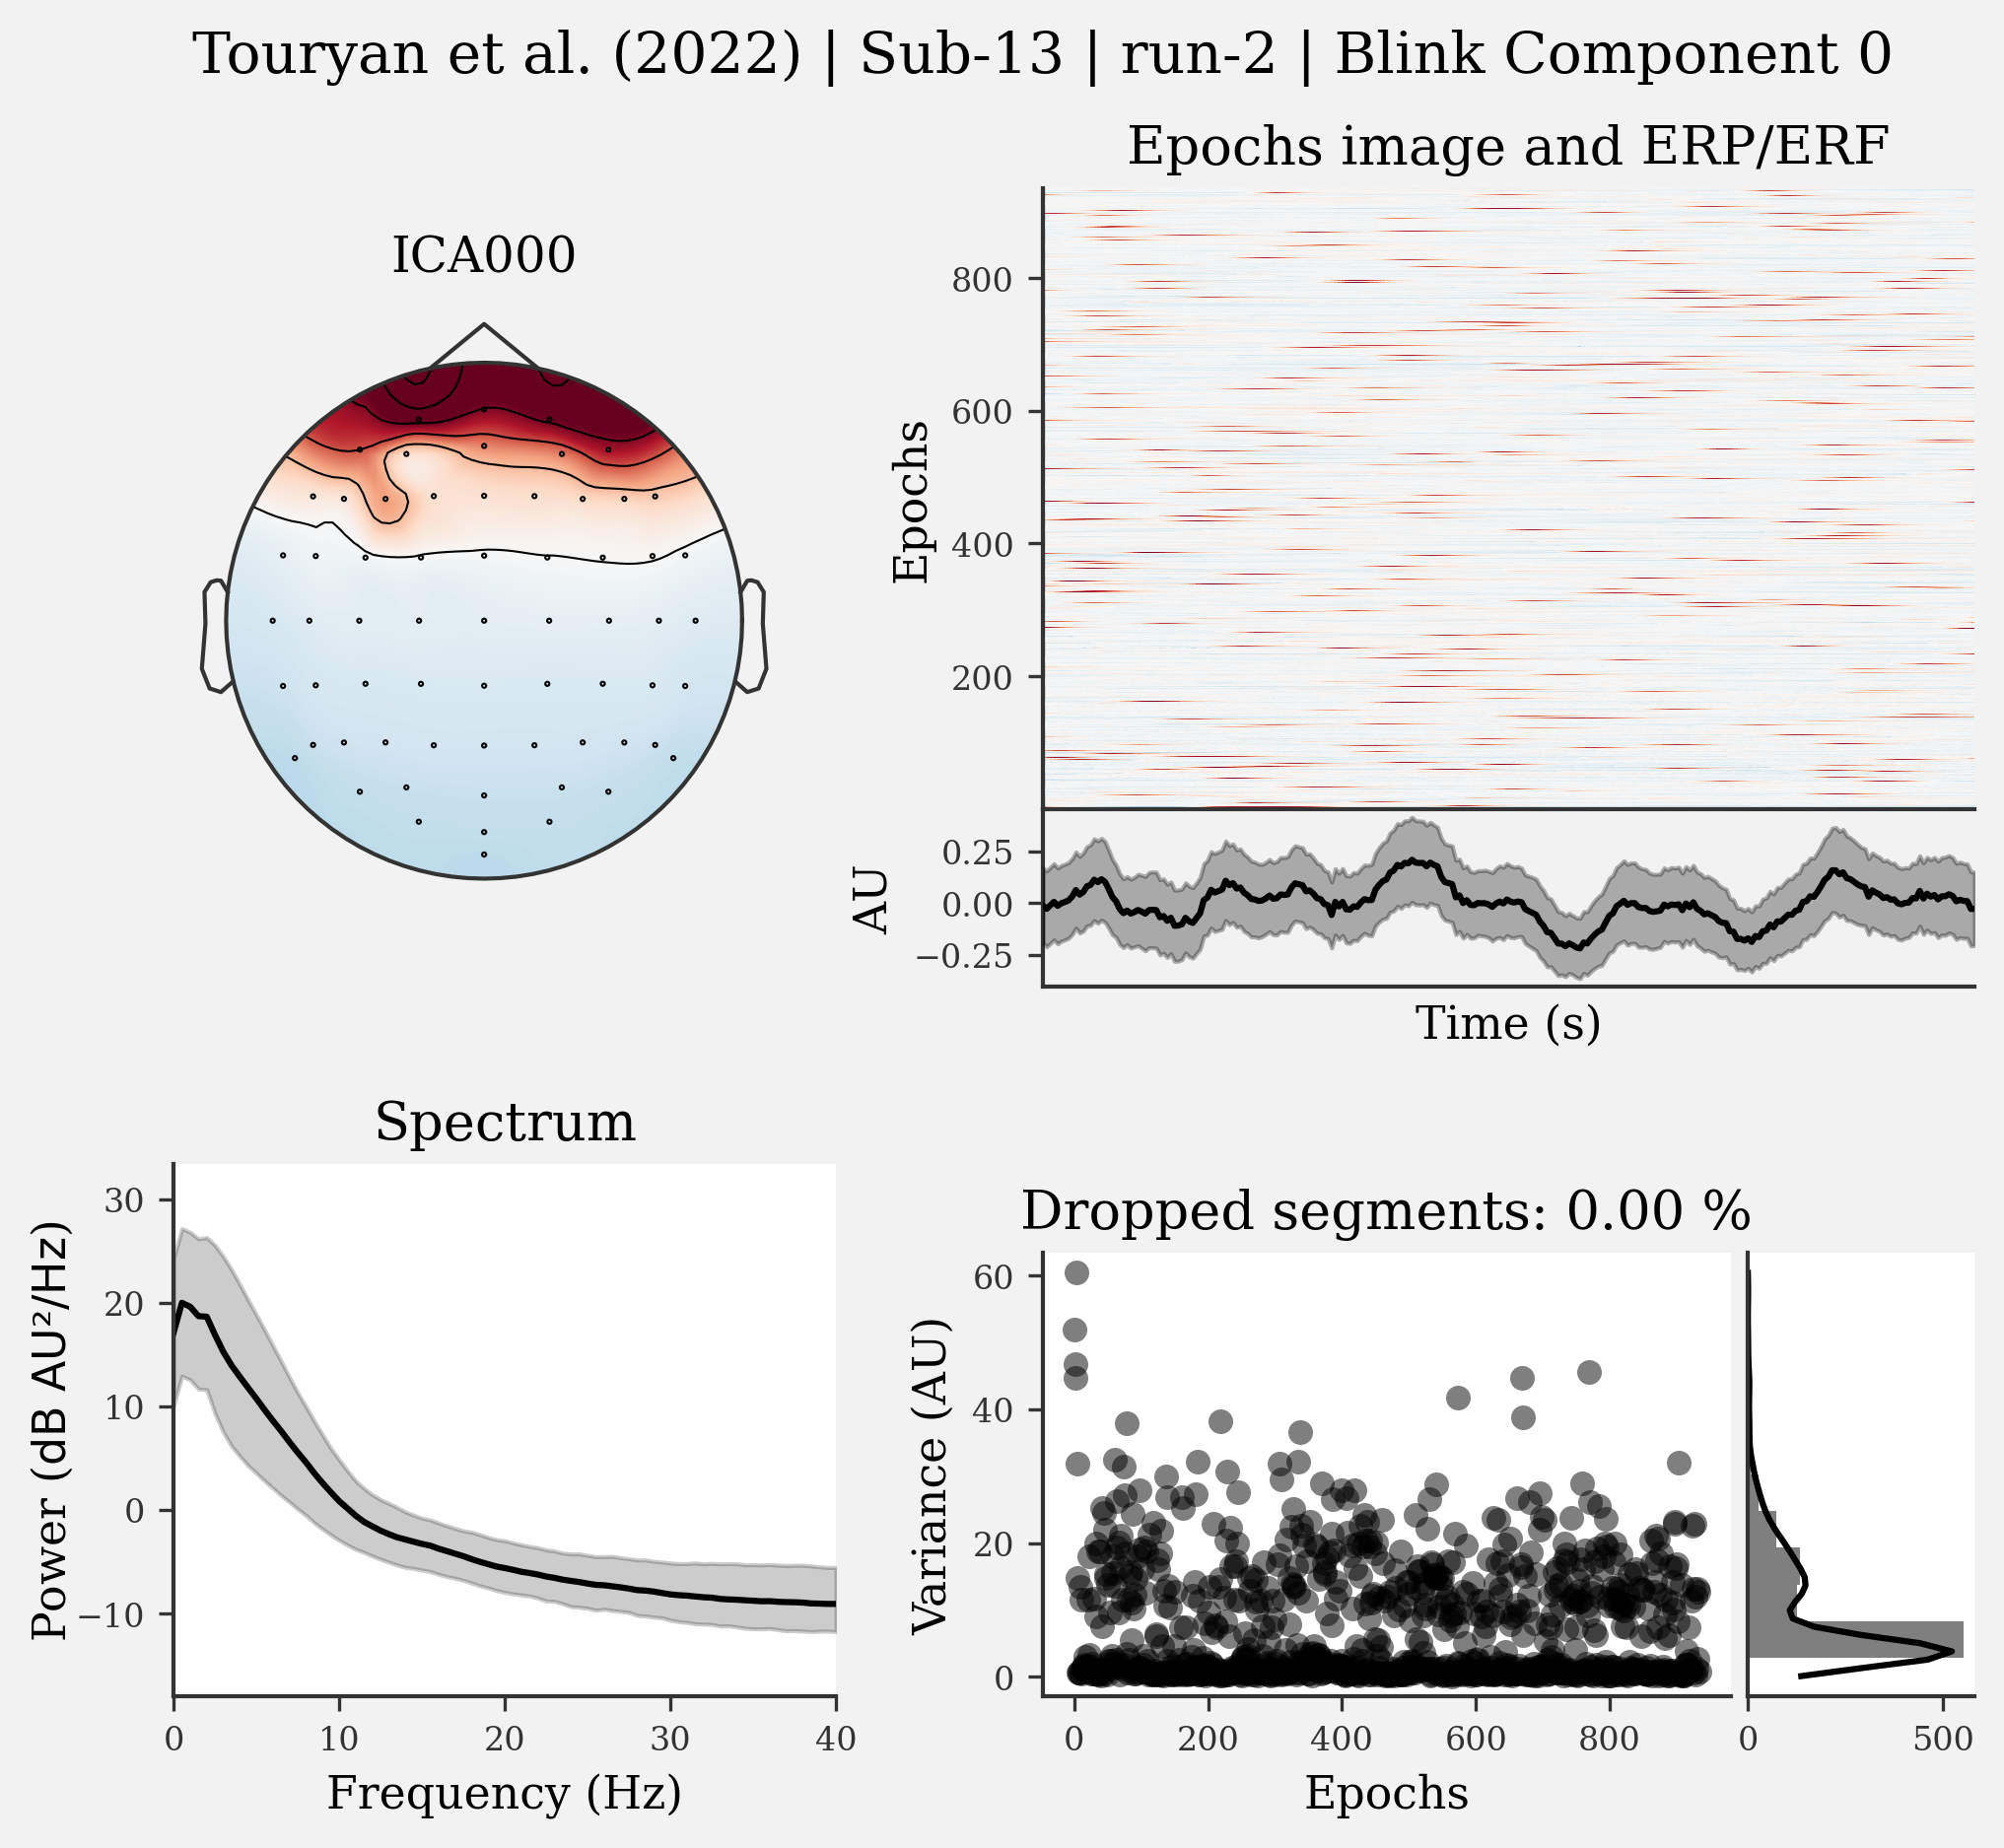 Touryan et al. (2022) | Sub-13 | run-2 | Blink Component 0
Epochs image and ERP/ERF
ICA000
Epochs
800
600
400
200
AU
0.25
0.00
−0.25
Time (s)
Spectrum
Power (dB AU²/Hz)
30
20
10
0
−10
0 10 20 30 40
Frequency (Hz)
Dropped segments: 0.00 %
Variance (AU)
60
40
20
0
0 200 400 600 800
0 500
Epochs